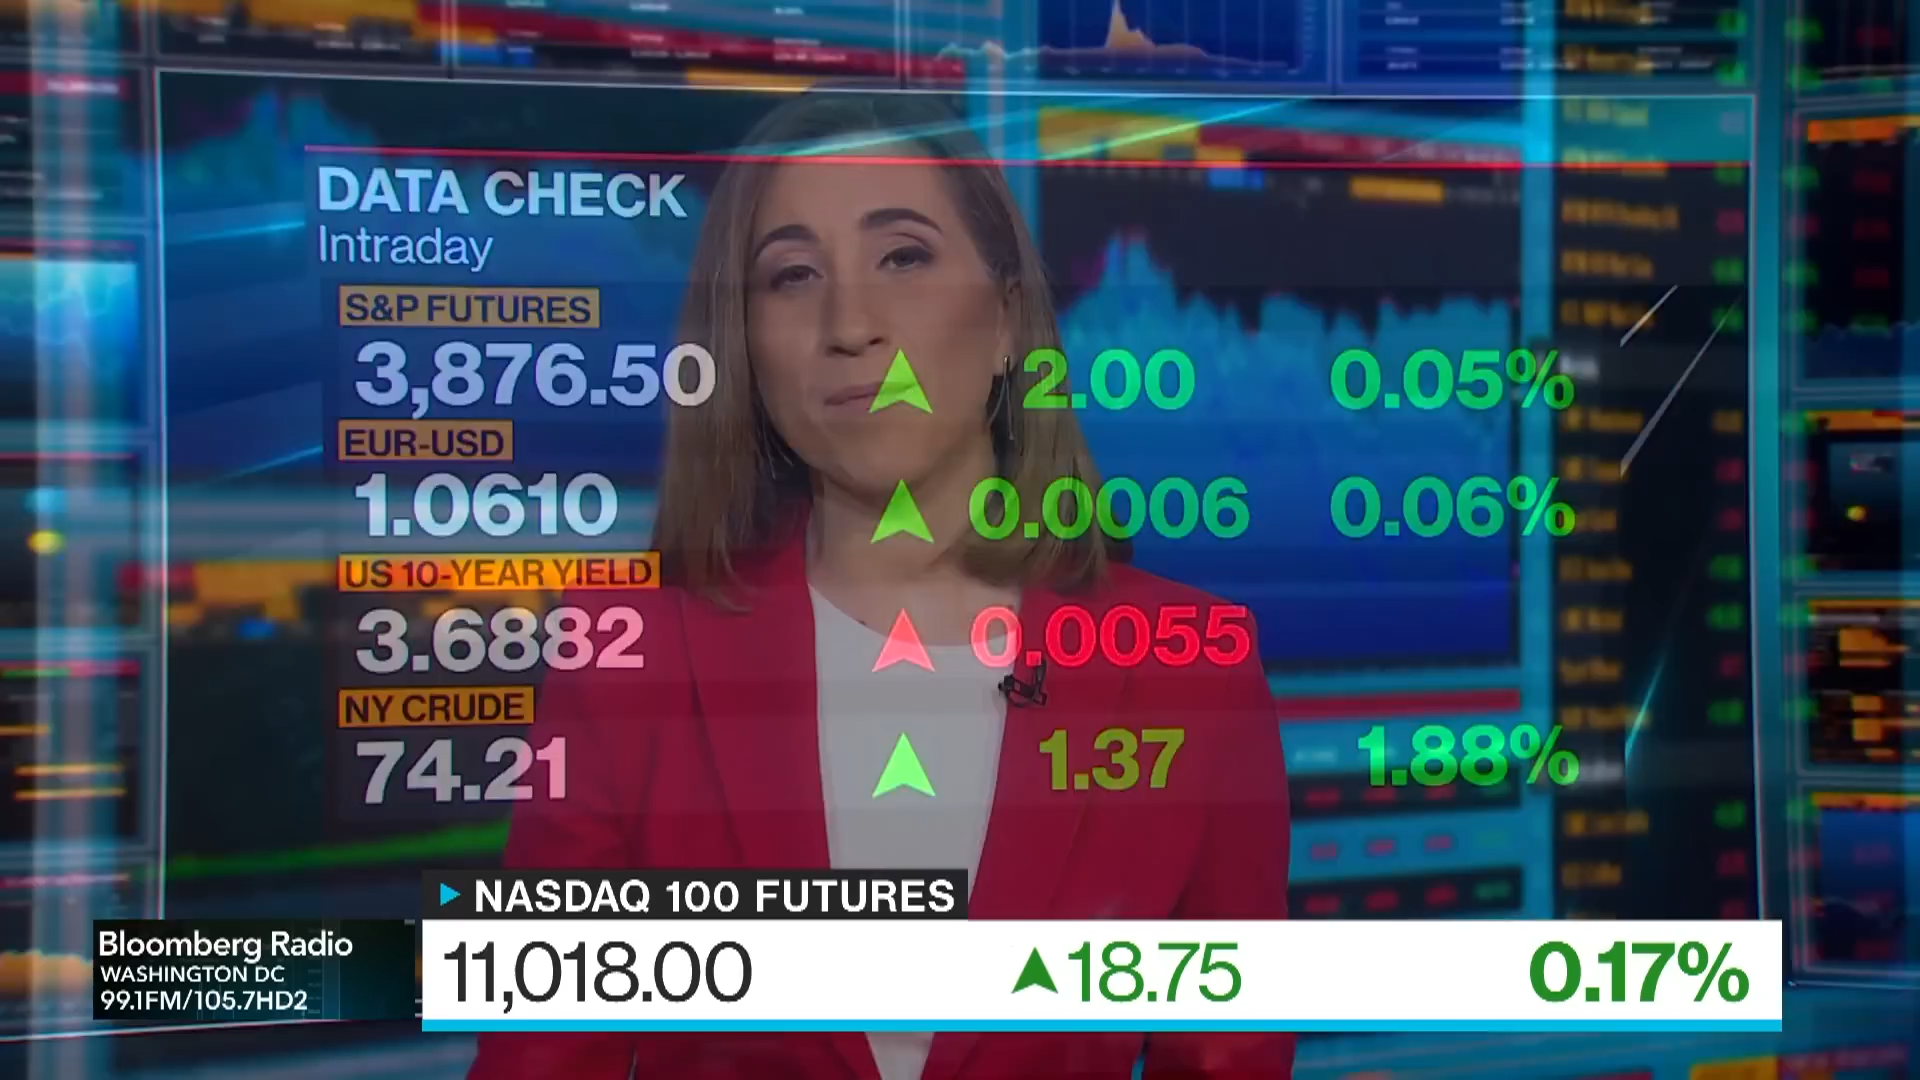 DATA CHECK
Intraday
S&P FUTURES
3,876.50 ▲ 2.00 0.05%
EUR-USD
1.0610 ▲ 0.0006 0.06%
US 10-YEAR YIELD
3.6882 ▲ 0.0055
NY CRUDE
74.21 ▲ 1.37 1.88%
NASDAQ 100 FUTURES
11,018.00 ▲18.75 0.17%
Bloomberg Radio
WASHINGTON DC
99.1FM/105.7HD2